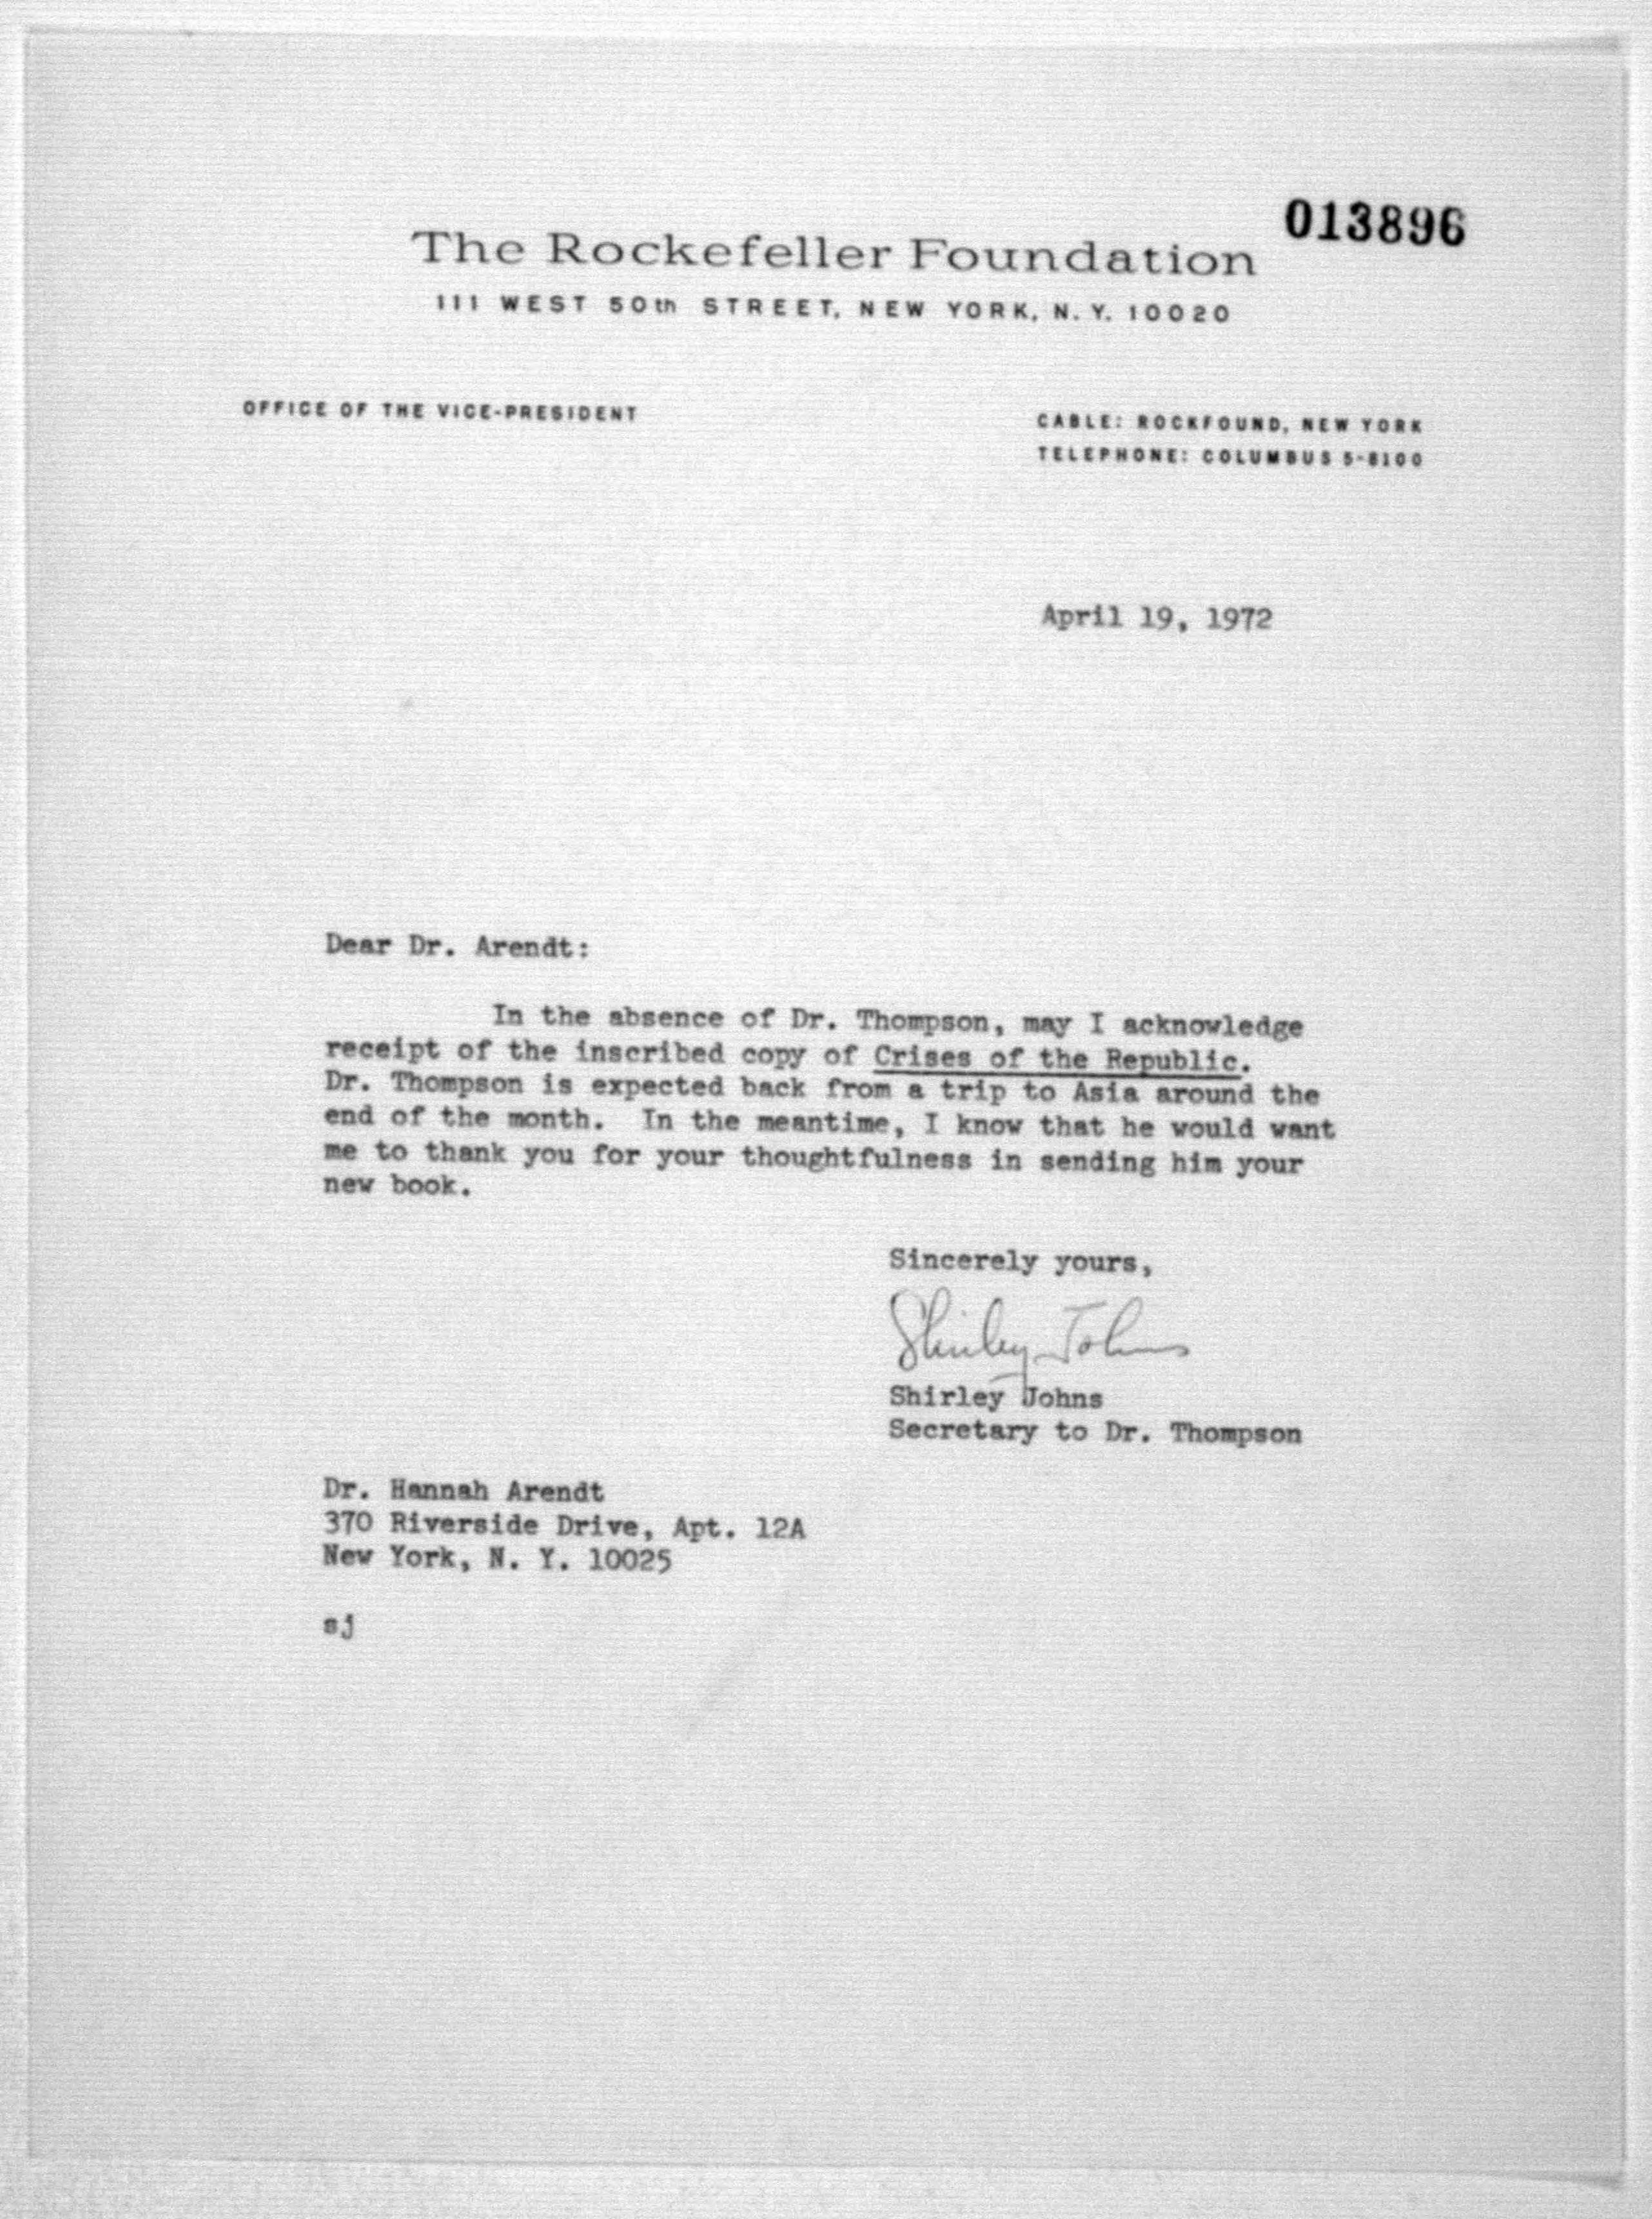 013896
The Rockefeller Foundation
111 WEST 50th STREET, NEW YORK, N. Y. 10020
OFFICE OF THE VICE-PRESIDENT
CABLE: ROCKFOUND, NEW YORK
TELEPHONE: COLUMBUS 5-8100
April 19, 1972
Dear Dr. Arendt:
In the absence of Dr. Thompson, may I acknowledge
receipt of the inscribed copy of Crises of the Republic.
Dr. Thompson is expected back from a trip to Asia around the
end of the month. In the meantime, I know that he would want
me to thank you for your thoughtfulness in sending him your
new book.
Sincerely yours,
Shirley Johns
Shirley Johns
Secretary to Dr. Thompson
Dr. Hannah Arendt
370 Riverside Drive, Apt. 12A
New York, N. Y. 10025
sj